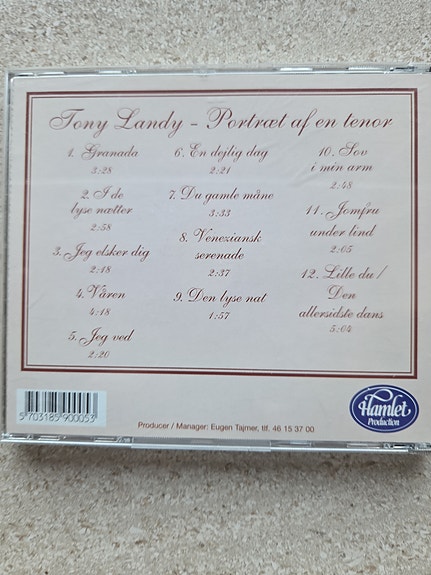 Tony Landy - Portræt af en tenor
1. Granada
3:28
2. I de
lyse nætter
2:58
3. Jeg elsker dig
2:18
4. Våren
4:18
5. Jeg ved
2:20
6. En dejlig dag
2:21
7. Du gamle måne
3:33
8. Veneziansk
serenade
2:37
9. Den lyse nat
1:57
10. Sov
i min arm
2:48
11. Jomfru
under lind
2:05
12. Lille du /
Den
allersidste dans
5:04
5 703185 900053
Hamlet
Production
Producer / Manager: Eugen Tajmer, tlf. 46 15 37 00